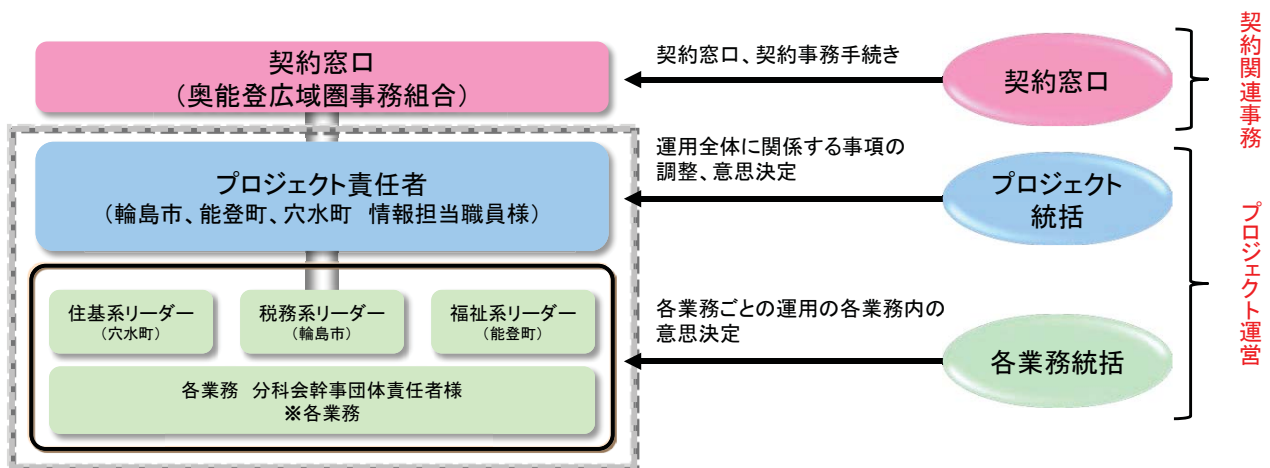 契約窓口
（奥能登広域圏事務組合）
契約窓口、契約事務手続き
契約窓口
契約関連事務
プロジェクト責任者
（輪島市、能登町、穴水町　情報担当職員様）
運用全体に関係する事項の
調整、意思決定
プロジェクト
統括
プロジェクト運営
住基系リーダー
（穴水町）
税務系リーダー
（輪島市）
福祉系リーダー
（能登町）
各業務　分科会幹事団体責任者様
※各業務
各業務ごとの運用の各業務内の
意思決定
各業務統括